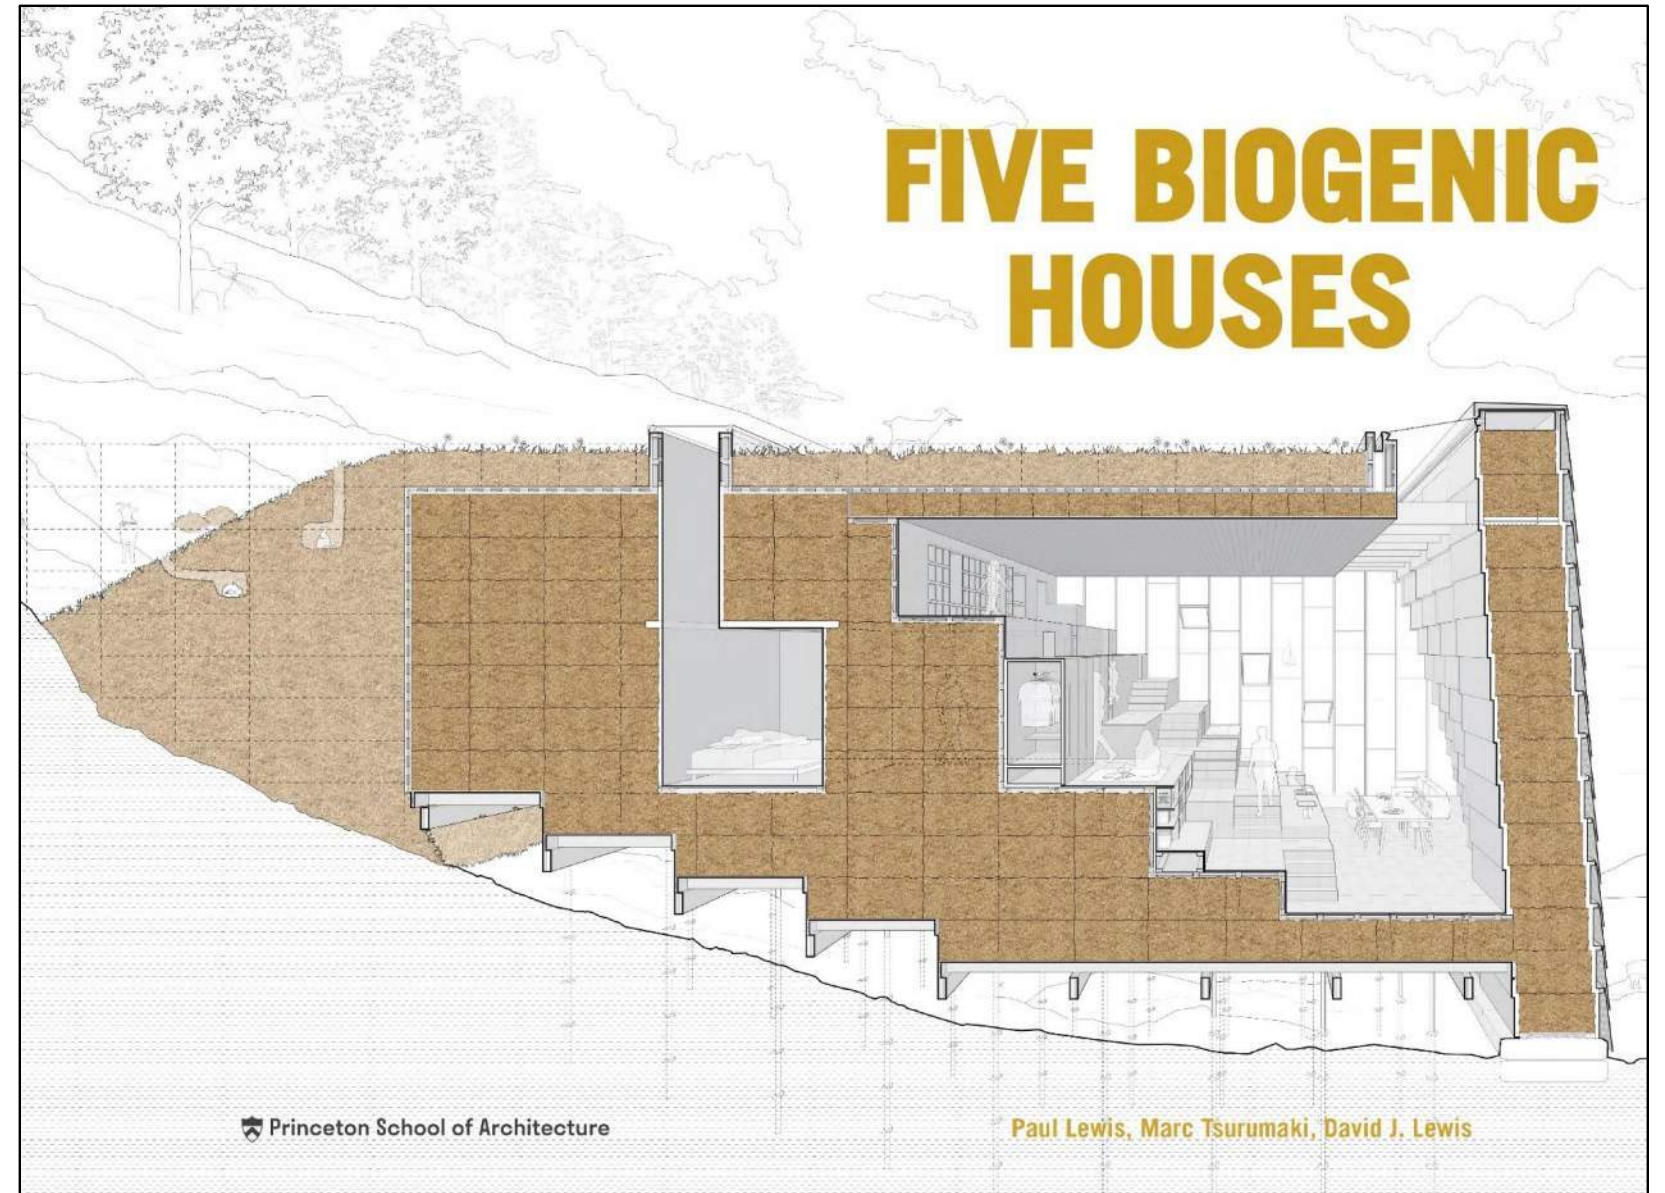 FIVE BIOGENIC
HOUSES
Princeton School of Architecture
Paul Lewis, Marc Tsurumaki, David J. Lewis